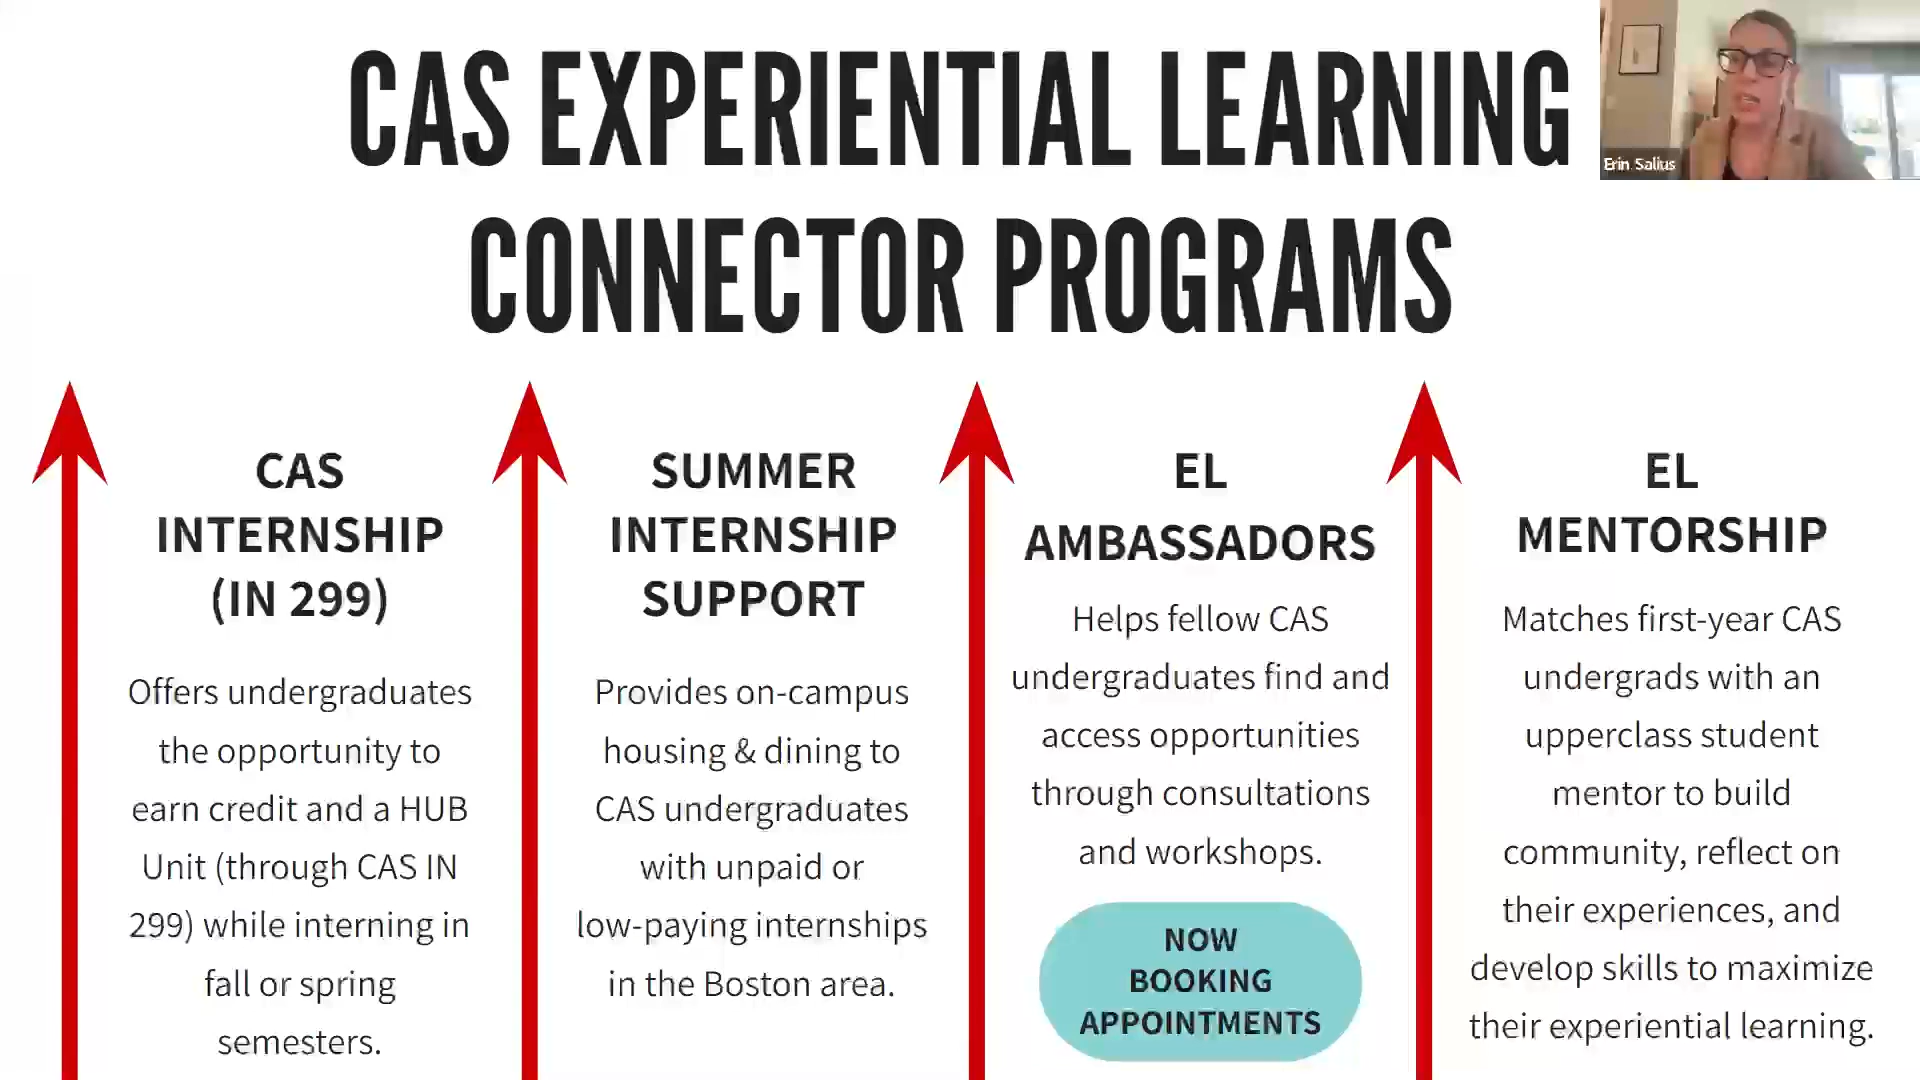 CAS EXPERIENTIAL LEARNING
CONNECTOR PROGRAMS
Erin Salius
CAS
INTERNSHIP
(IN 299)
Offers undergraduates
the opportunity to
earn credit and a HUB
Unit (through CAS IN
299) while interning in
fall or spring
semesters.
SUMMER
INTERNSHIP
SUPPORT
Provides on-campus
housing & dining to
CAS undergraduates
with unpaid or
low-paying internships
in the Boston area.
EL
AMBASSADORS
Helps fellow CAS
undergraduates find and
access opportunities
through consultations
and workshops.
NOW
BOOKING
APPOINTMENTS
EL
MENTORSHIP
Matches first-year CAS
undergrads with an
upperclass student
mentor to build
community, reflect on
their experiences, and
develop skills to maximize
their experiential learning.